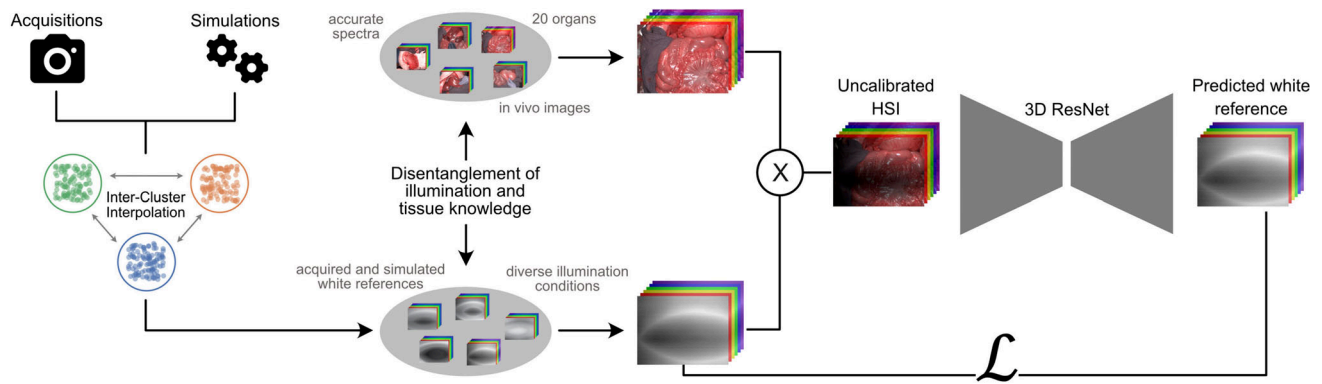 Acquisitions
Simulations
accurate
spectra
20 organs
in vivo images
Inter-Cluster
Interpolation
Disentanglement of
illumination and
tissue knowledge
acquired and simulated
white references
diverse illumination
conditions
X
Uncalibrated
HSI
3D ResNet
Predicted white
reference
ℒ